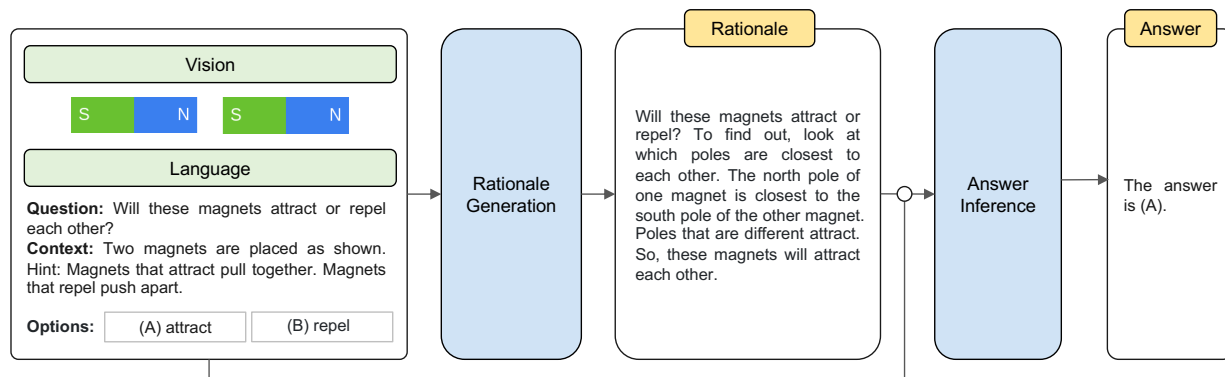 Vision
S N S N
Language
Question: Will these magnets attract or repel
each other?
Context: Two magnets are placed as shown.
Hint: Magnets that attract pull together. Magnets
that repel push apart.
Options: (A) attract (B) repel
Rationale
Generation
Rationale
Will these magnets attract or
repel? To find out, look at
which poles are closest to
each other. The north pole of
one magnet is closest to the
south pole of the other magnet.
Poles that are different attract.
So, these magnets will attract
each other.
Answer
Inference
Answer
The answer
is (A).